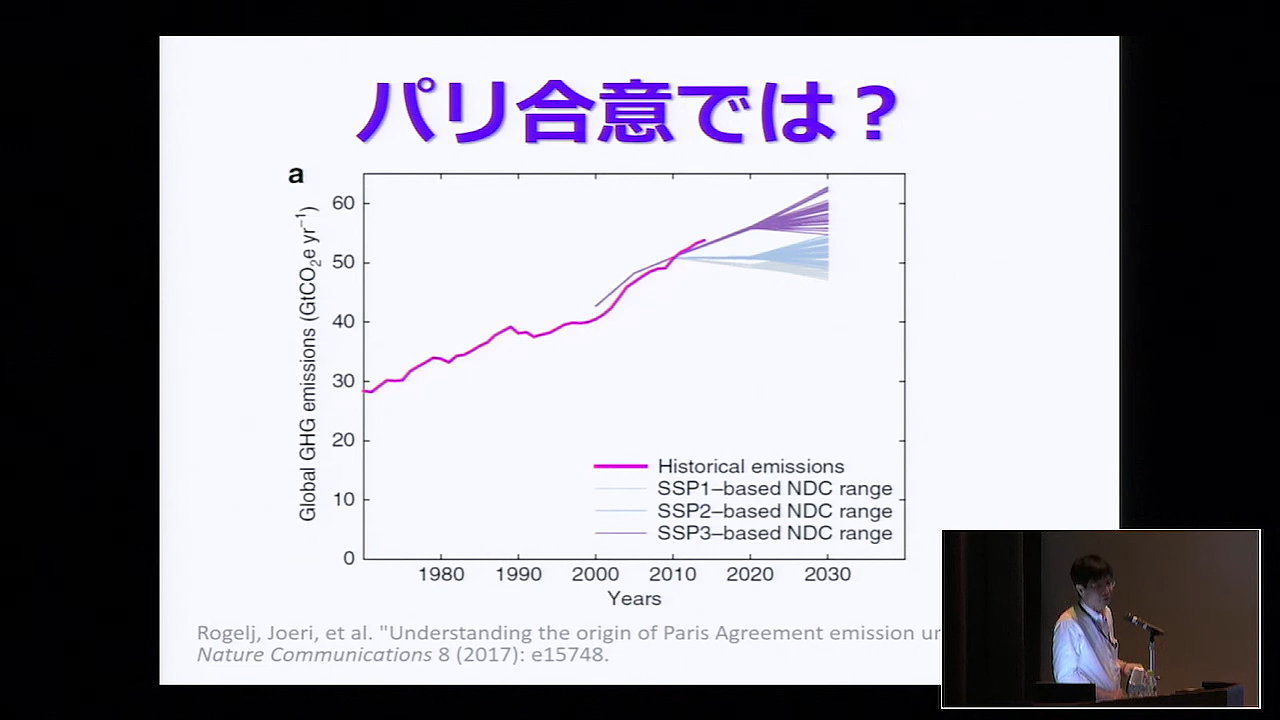 パリ合意では？
a
Global GHG emissions (GtCO₂e yr⁻¹)
60
50
40
30
20
10
0
1980 1990 2000 2010 2020 2030
Years
Historical emissions
SSP1–based NDC range
SSP2–based NDC range
SSP3–based NDC range
Rogelj, Joeri, et al. "Understanding the origin of Paris Agreement emission
Nature Communications 8 (2017): e15748.